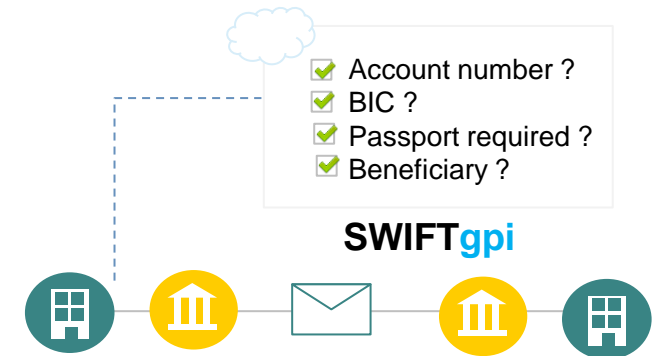 Account number ?
BIC ?
Passport required ?
Beneficiary ?
SWIFTgpi